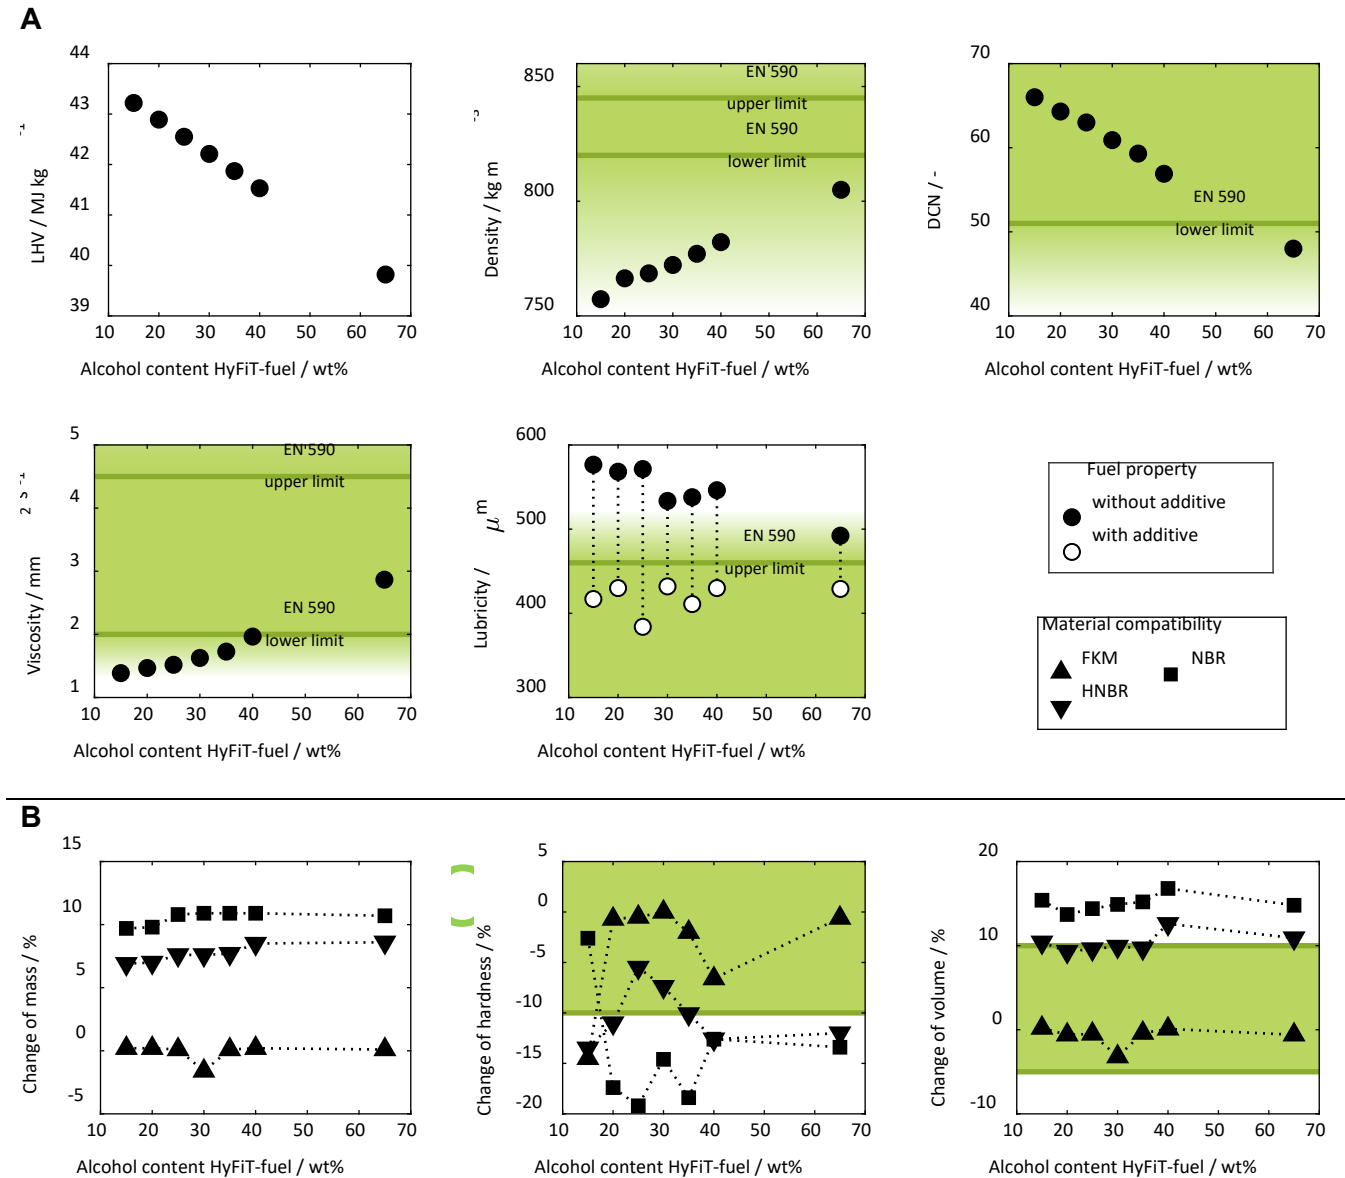 A
44
43
42
41
40
39
LHV / MJ kg
-1
10 20 30 40 50 60 70
Alcohol content HyFiT-fuel / wt%
850
800
750
Density / kg m
-3
EN 590
upper limit
EN 590
lower limit
10 20 30 40 50 60 70
Alcohol content HyFiT-fuel / wt%
70
60
50
40
DCN / -
EN 590
lower limit
10 20 30 40 50 60 70
Alcohol content HyFiT-fuel / wt%
5
4
3
2
1
Viscosity / mm
2 s-1
EN 590
upper limit
EN 590
lower limit
10 20 30 40 50 60 70
Alcohol content HyFiT-fuel / wt%
600
500
400
300
Lubricity / μm
EN 590
upper limit
10 20 30 40 50 60 70
Alcohol content HyFiT-fuel / wt%
Fuel property
without additive
with additive
Material compatibility
FKM NBR
HNBR
B
15
10
5
0
-5
Change of mass / %
10 20 30 40 50 60 70
Alcohol content HyFiT-fuel / wt%
5
0
-5
-10
-15
-20
Change of hardness / %
10 20 30 40 50 60 70
Alcohol content HyFiT-fuel / wt%
20
10
0
-10
Change of volume / %
10 20 30 40 50 60 70
Alcohol content HyFiT-fuel / wt%